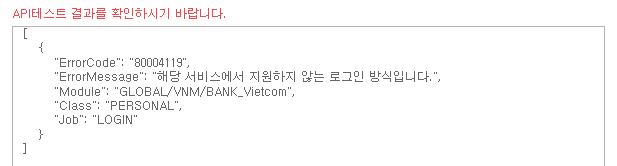 API테스트 결과를 확인하시기 바랍니다.
[
{
"ErrorCode": "80004119",
"ErrorMessage": "해당 서비스에서 지원하지 않는 로그인 방식입니다.",
"Module": "GLOBAL/VNM/BANK_Vietcom",
"Class": "PERSONAL",
"Job": "LOGIN"
}
]